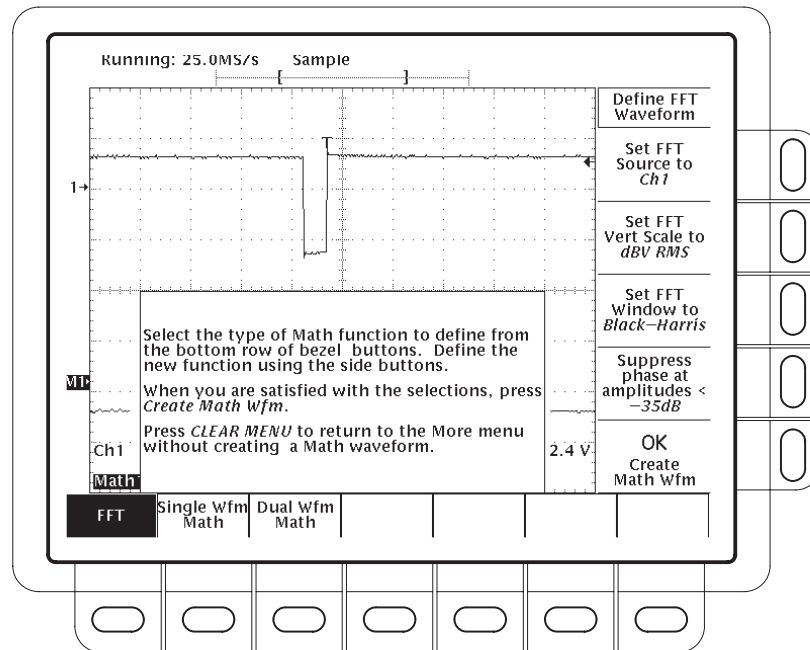 Running: 25.0MS/s Sample
Define FFT
Waveform
Set FFT
Source to
Ch1
1→
Set FFT
Vert Scale to
dBV RMS
Set FFT
Window to
Black–Harris
Suppress
phase at
amplitudes <
–35dB
OK
Create
Math Wfm
T
Select the type of Math function to define from
the bottom row of bezel buttons. Define the
new function using the side buttons.
When you are satisfied with the selections, press
Create Math Wfm.
Press CLEAR MENU to return to the More menu
without creating a Math waveform.
M1
Ch1
2.4 V
Math
FFT
Single Wfm
Math
Dual Wfm
Math